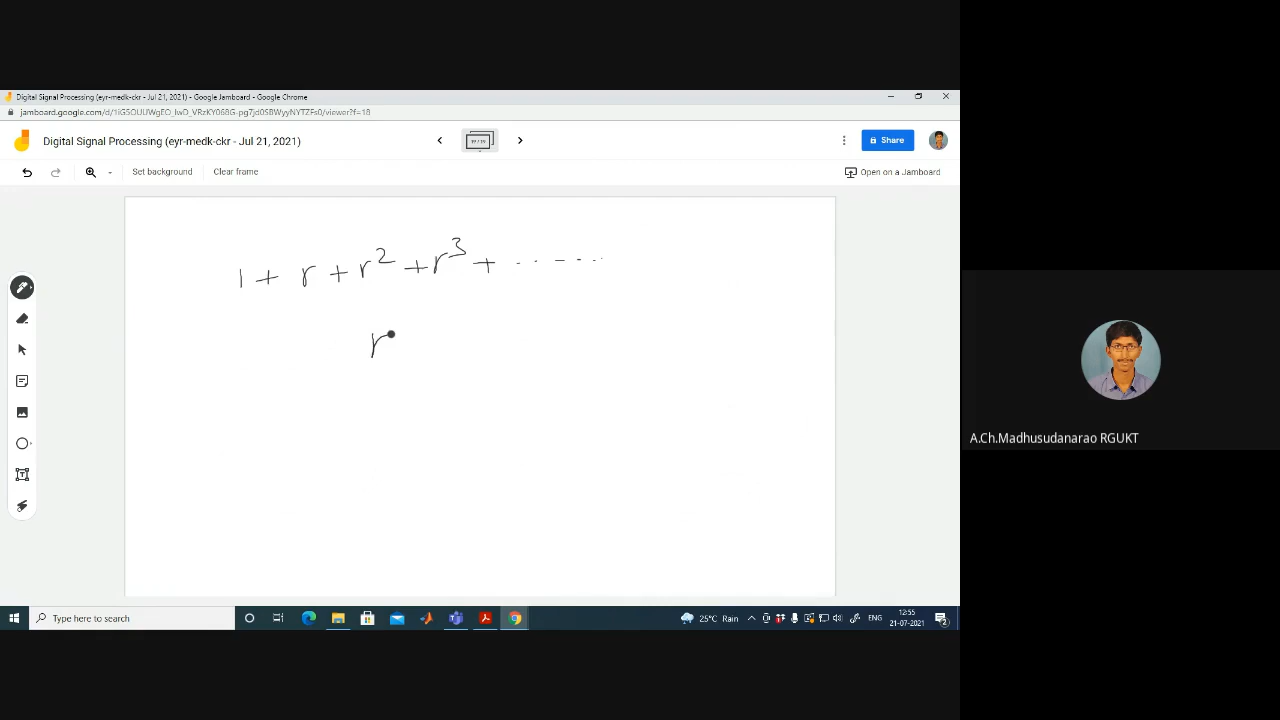 Digital Signal Processing (eyr-medk-ckr - Jul 21, 2021) - Google Jamboard - Google Chrome
Digital Signal Processing (eyr-medk-ckr - Jul 21, 2021)
Share
Set background
Clear frame
Open on a Jamboard
1 + r + r² + r³ + ........
r
A.Ch.Madhusudanarao RGUKT
Type here to search
25°C Rain
ENG
12:55
21-07-2021
2